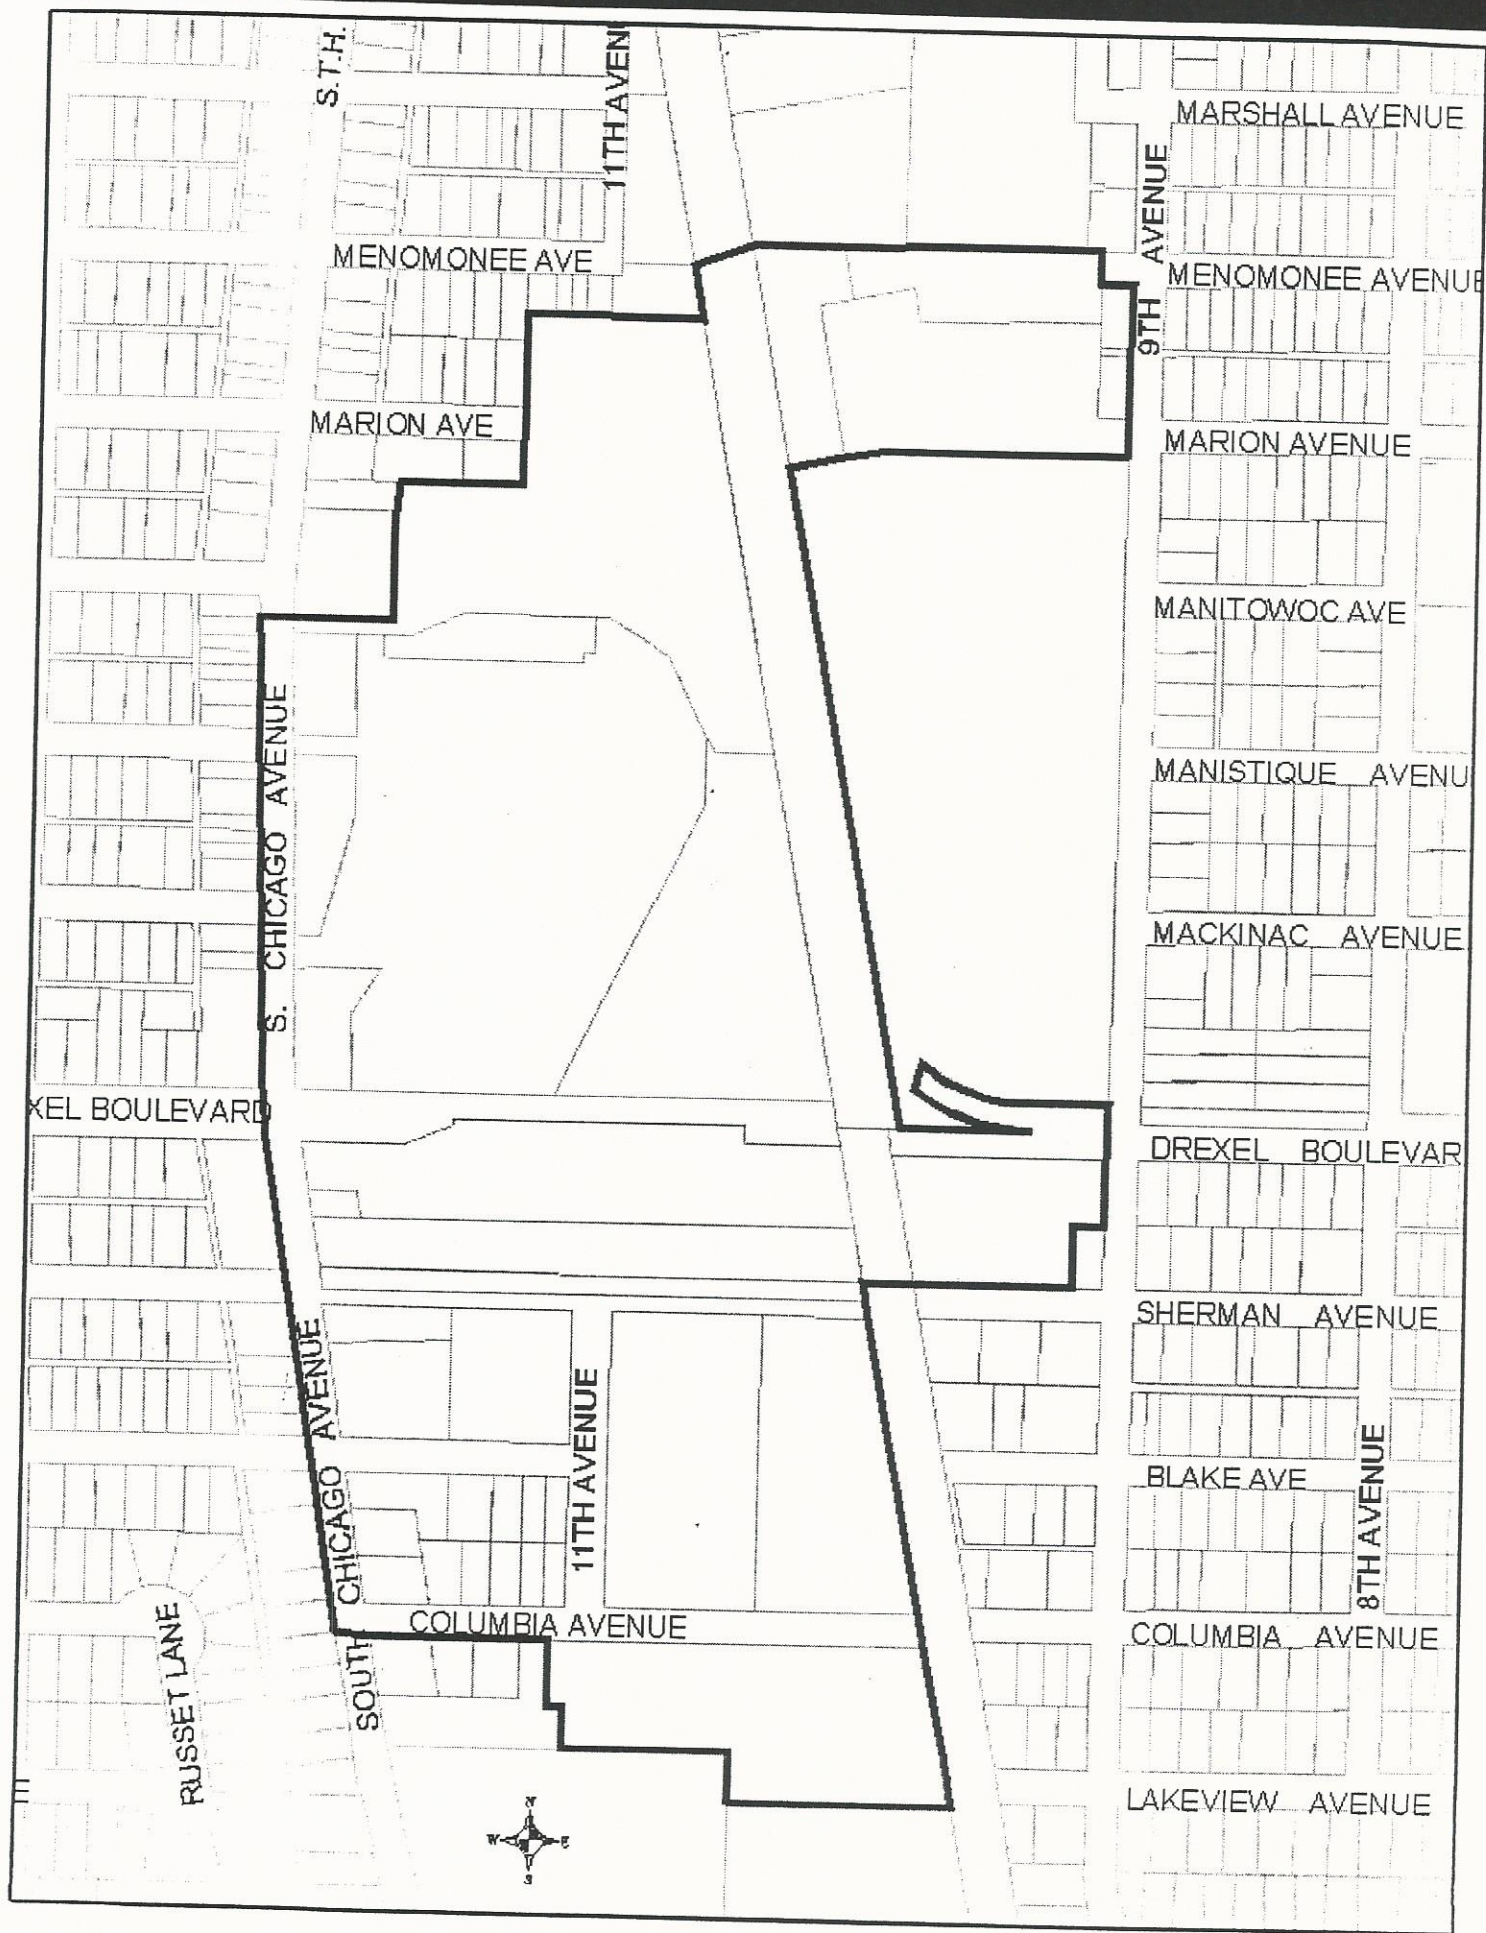 S.T.H.
11TH AVEN
MARSHALL AVENUE
9TH AVENUE
MENOMONEE AVE
MENOMONEE AVENUE
MARION AVE
MARION AVENUE
MANITOWOC AVE
S. CHICAGO AVENUE
MANISTIQUE AVENU
MACKINAC AVENUE
XEL BOULEVARD
DREXEL BOULEVAR
SHERMAN AVENUE
11TH AVENUE
BLAKE AVE
8TH AVENUE
SOUTH CHICAGO AVENUE
COLUMBIA AVENUE
COLUMBIA AVENUE
RUSSET LANE
E
LAKEVIEW AVENUE
N
W E
S